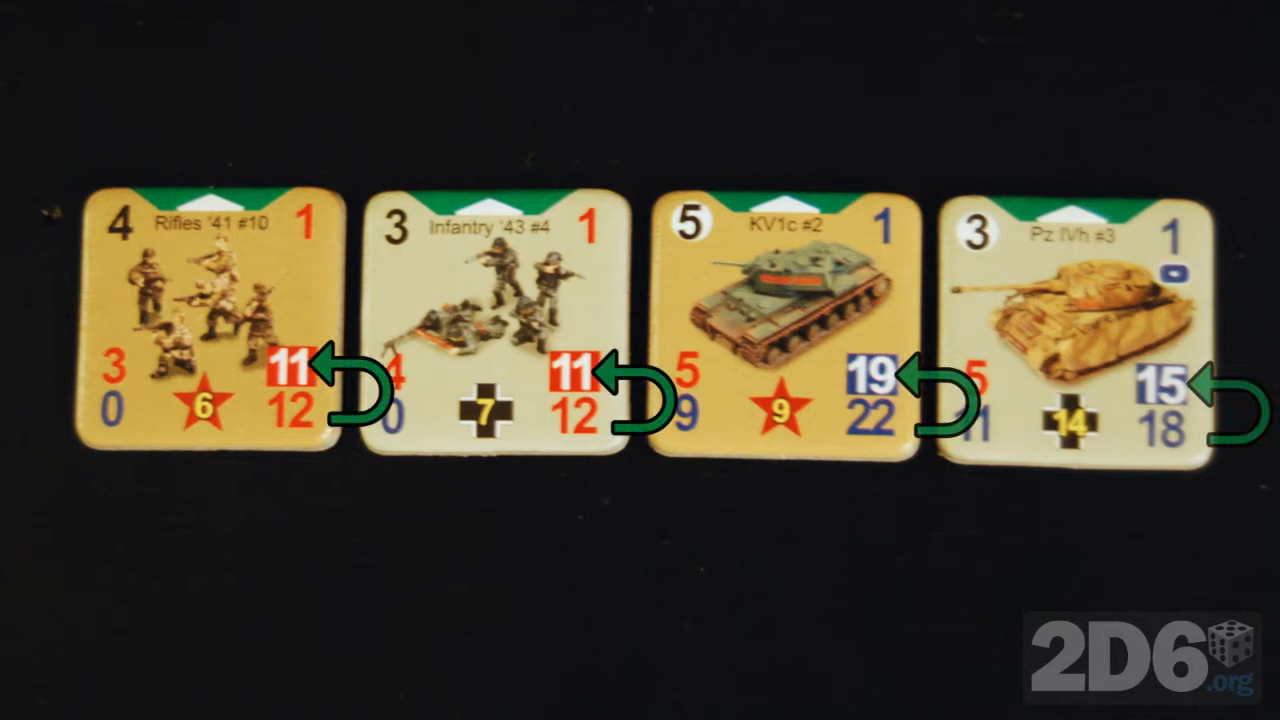 4 Rifles '41 #10 1
3 11
0 6 12
3 Infantry '43 #4 1
4 11
0 7 12
5 KV1c #2 1
5 19
9 9 22
3 Pz IVh #3 1
5 15
11 14 18
2D6
.org